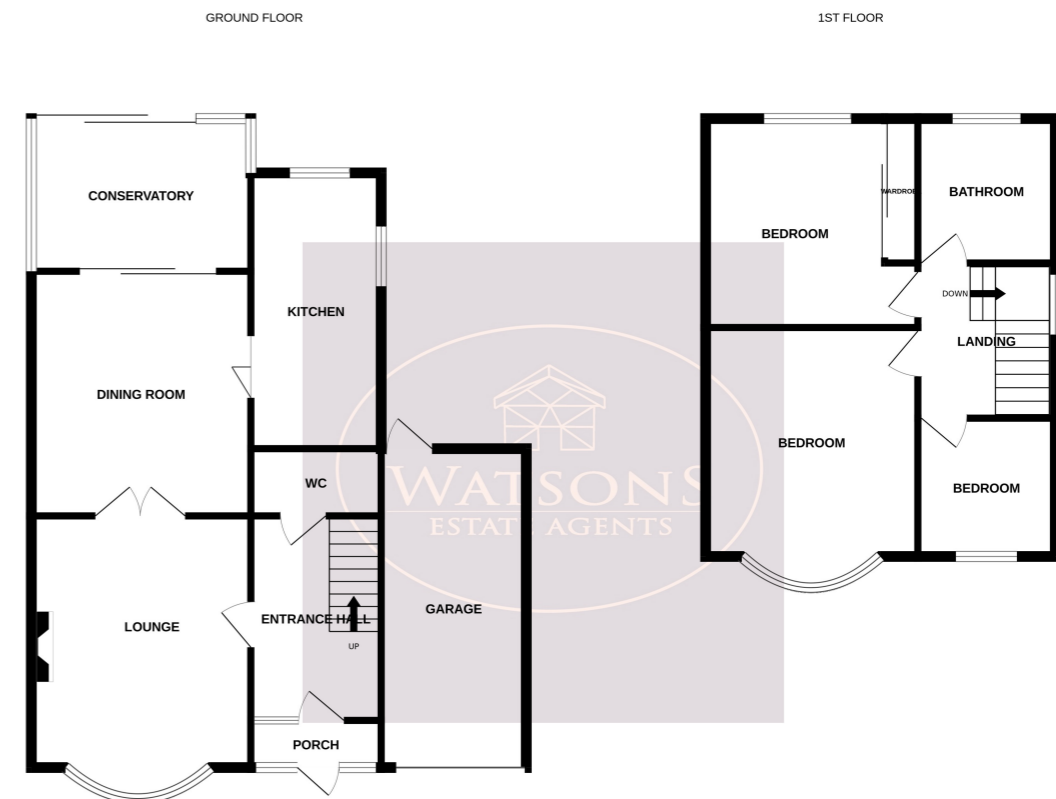 GROUND FLOOR
1ST FLOOR
CONSERVATORY
KITCHEN
DINING ROOM
WC
LOUNGE
ENTRANCE HALL
UP
GARAGE
PORCH
WARDROB
BATHROOM
BEDROOM
DOWN
LANDING
BEDROOM
BEDROOM
WATSONS
ESTATE AGENTS